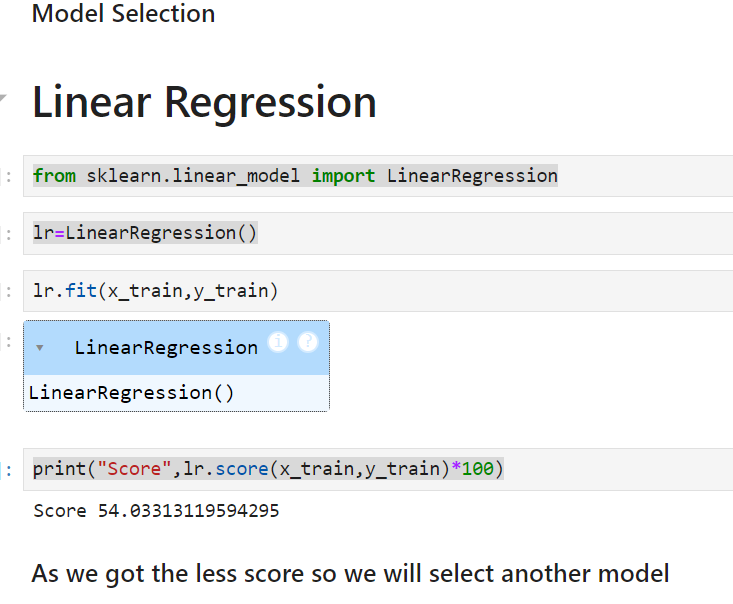 Model Selection
Linear Regression
from sklearn.linear_model import LinearRegression
lr=LinearRegression()
lr.fit(x_train,y_train)
LinearRegression i ?
LinearRegression()
print("Score",lr.score(x_train,y_train)*100)
Score 54.03313119594295
As we got the less score so we will select another model